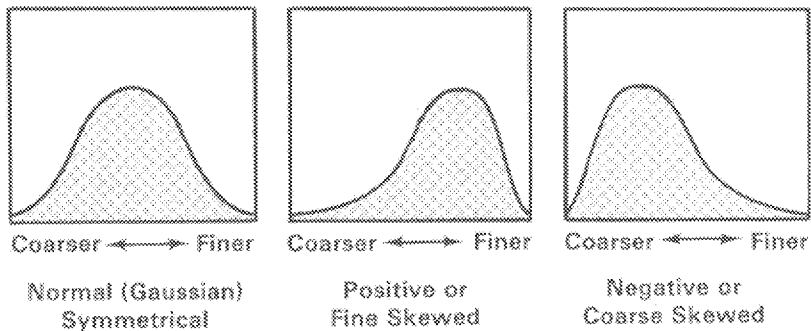 Coarser Finer
Normal (Gaussian)
Symmetrical
Coarser Finer
Positive or
Fine Skewed
Coarser Finer
Negative or
Coarse Skewed